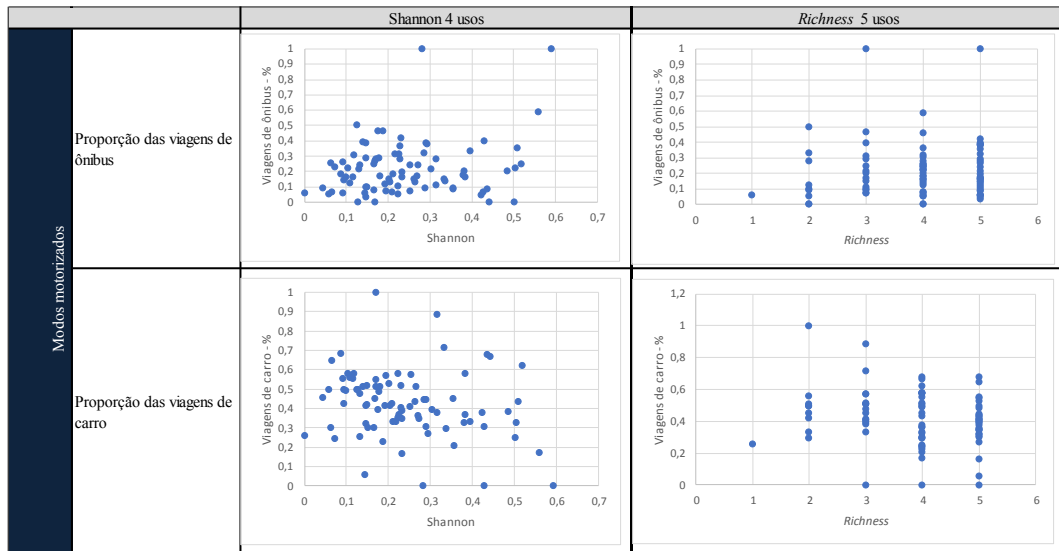 Shannon 4 usos
Richness 5 usos
Modos motorizados
Proporção das viagens de
ônibus
Viagens de ônibus - %
1
0,9
0,8
0,7
0,6
0,5
0,4
0,3
0,2
0,1
0
0 0,1 0,2 0,3 0,4 0,5 0,6 0,7
Shannon
Viagens de ônibus - %
1
0,9
0,8
0,7
0,6
0,5
0,4
0,3
0,2
0,1
0
0 1 2 3 4 5 6
Richness
Proporção das viagens de
carro
Viagens de carro - %
1
0,9
0,8
0,7
0,6
0,5
0,4
0,3
0,2
0,1
0
0 0,1 0,2 0,3 0,4 0,5 0,6 0,7
Shannon
Viagens de carro - %
1,2
1
0,8
0,6
0,4
0,2
0
0 1 2 3 4 5 6
Richness